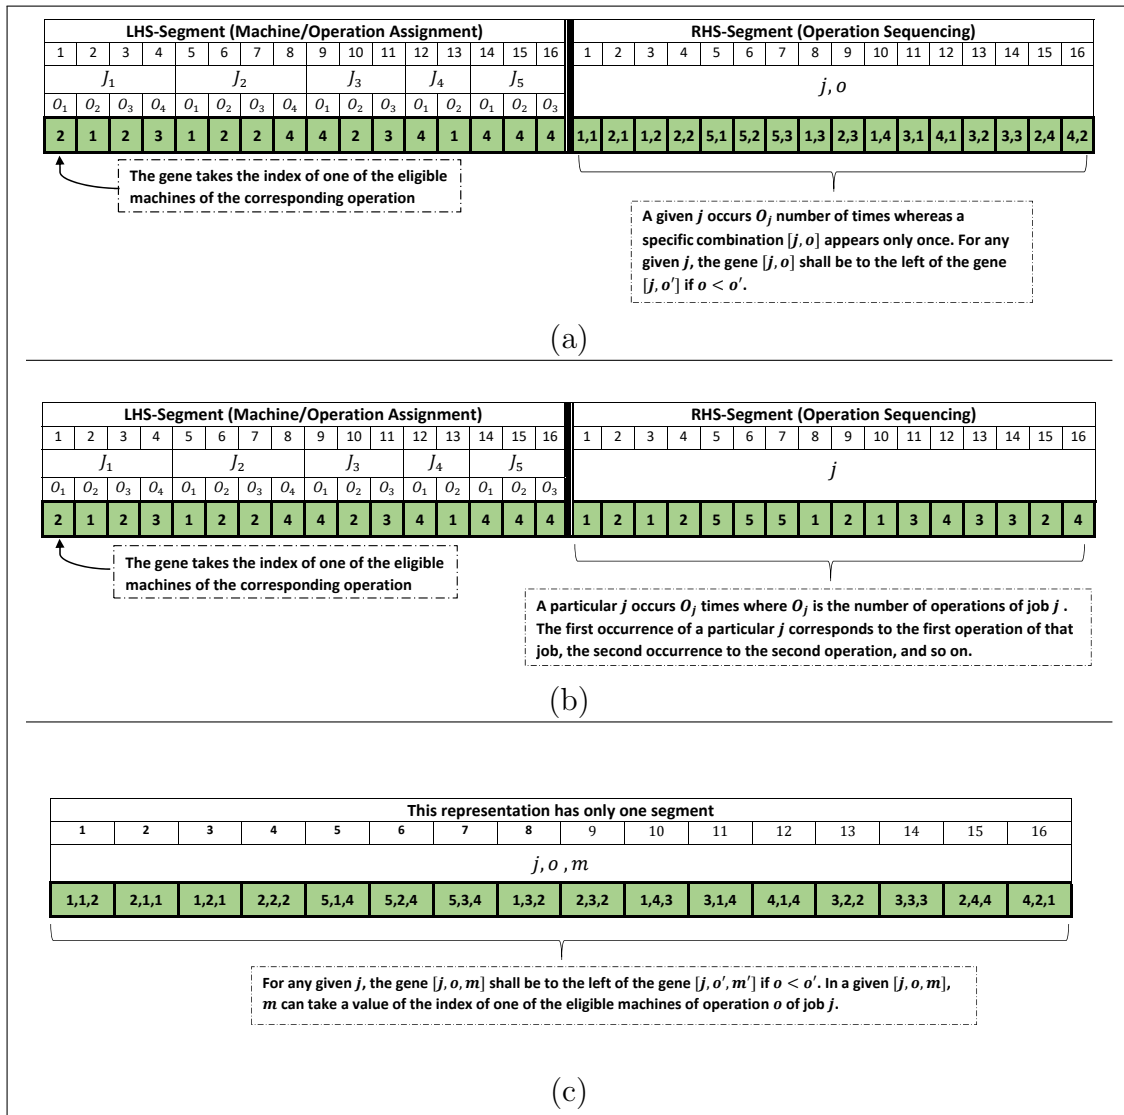 LHS-Segment (Machine/Operation Assignment) RHS-Segment (Operation Sequencing)
1 2 3 4 5 6 7 8 9 10 11 12 13 14 15 16 1 2 3 4 5 6 7 8 9 10 11 12 13 14 15 16
J₁ J₂ J₃ J₄ J₅ j, o
O₁ O₂ O₃ O₄ O₁ O₂ O₃ O₄ O₁ O₂ O₃ O₁ O₂ O₁ O₂ O₃
2 1 2 3 1 2 2 4 4 2 3 4 1 4 4 4 1,1 2,1 1,2 2,2 5,1 5,2 5,3 1,3 2,3 1,4 3,1 4,1 3,2 3,3 2,4 4,2
The gene takes the index of one of the eligible
machines of the corresponding operation
A given j occurs Oⱼ number of times whereas a
specific combination [j, o] appears only once. For any
given j, the gene [j, o] shall be to the left of the gene
[j, o′] if o < o′.
(a)
LHS-Segment (Machine/Operation Assignment) RHS-Segment (Operation Sequencing)
1 2 3 4 5 6 7 8 9 10 11 12 13 14 15 16 1 2 3 4 5 6 7 8 9 10 11 12 13 14 15 16
J₁ J₂ J₃ J₄ J₅ j
O₁ O₂ O₃ O₄ O₁ O₂ O₃ O₄ O₁ O₂ O₃ O₁ O₂ O₁ O₂ O₃
2 1 2 3 1 2 2 4 4 2 3 4 1 4 4 4 1 2 1 2 5 5 5 1 2 1 3 4 3 3 2 4
The gene takes the index of one of the eligible
machines of the corresponding operation
A particular j occurs Oⱼ times where Oⱼ is the number of operations of job j .
The first occurrence of a particular j corresponds to the first operation of that
job, the second occurrence to the second operation, and so on.
(b)
This representation has only one segment
1 2 3 4 5 6 7 8 9 10 11 12 13 14 15 16
j, o , m
1,1,2 2,1,1 1,2,1 2,2,2 5,1,4 5,2,4 5,3,4 1,3,2 2,3,2 1,4,3 3,1,4 4,1,4 3,2,2 3,3,3 2,4,4 4,2,1
For any given j, the gene [j, o, m] shall be to the left of the gene [j, o′, m′] if o < o′. In a given [j, o, m],
m can take a value of the index of one of the eligible machines of operation o of job j.
(c)